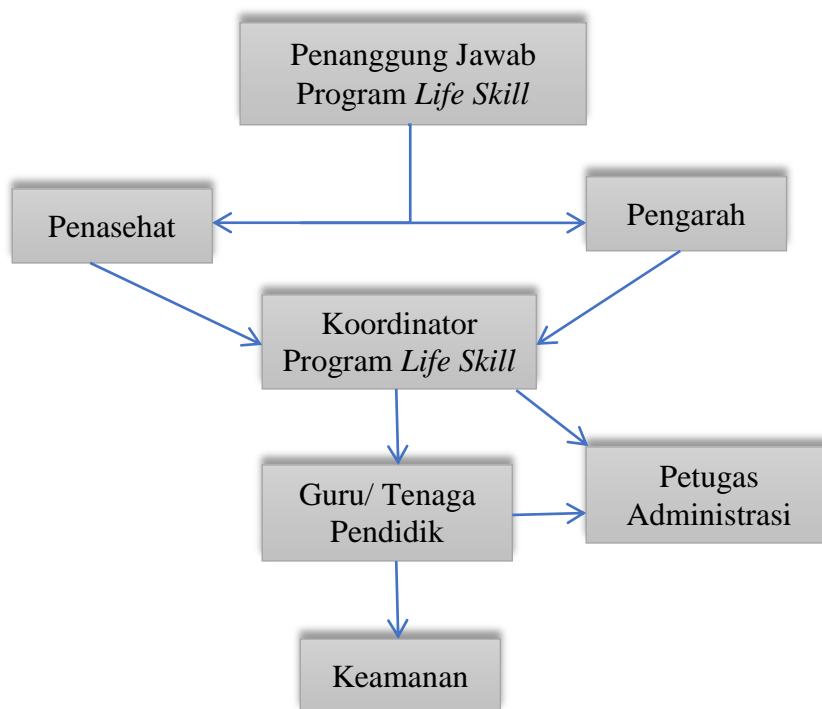 Penanggung Jawab
Program Life Skill
Penasehat
Pengarah
Koordinator
Program Life Skill
Guru/ Tenaga
Pendidik
Petugas
Administrasi
Keamanan